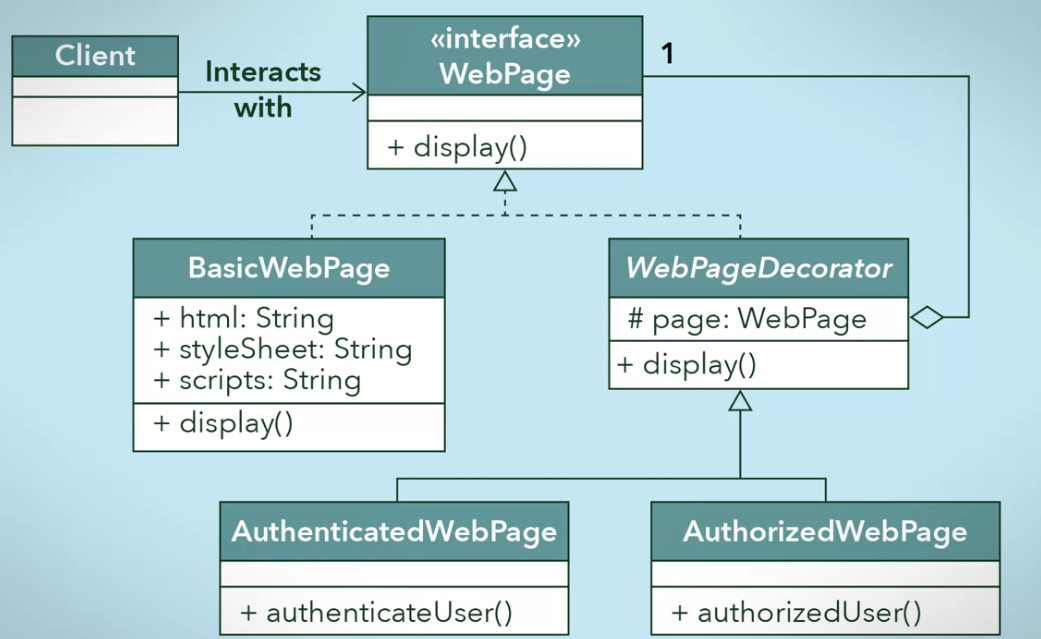 Client
Interacts
with
«interface»
WebPage
+ display()
1
BasicWebPage
+ html: String
+ styleSheet: String
+ scripts: String
+ display()
WebPageDecorator
# page: WebPage
+ display()
AuthenticatedWebPage
+ authenticateUser()
AuthorizedWebPage
+ authorizedUser()